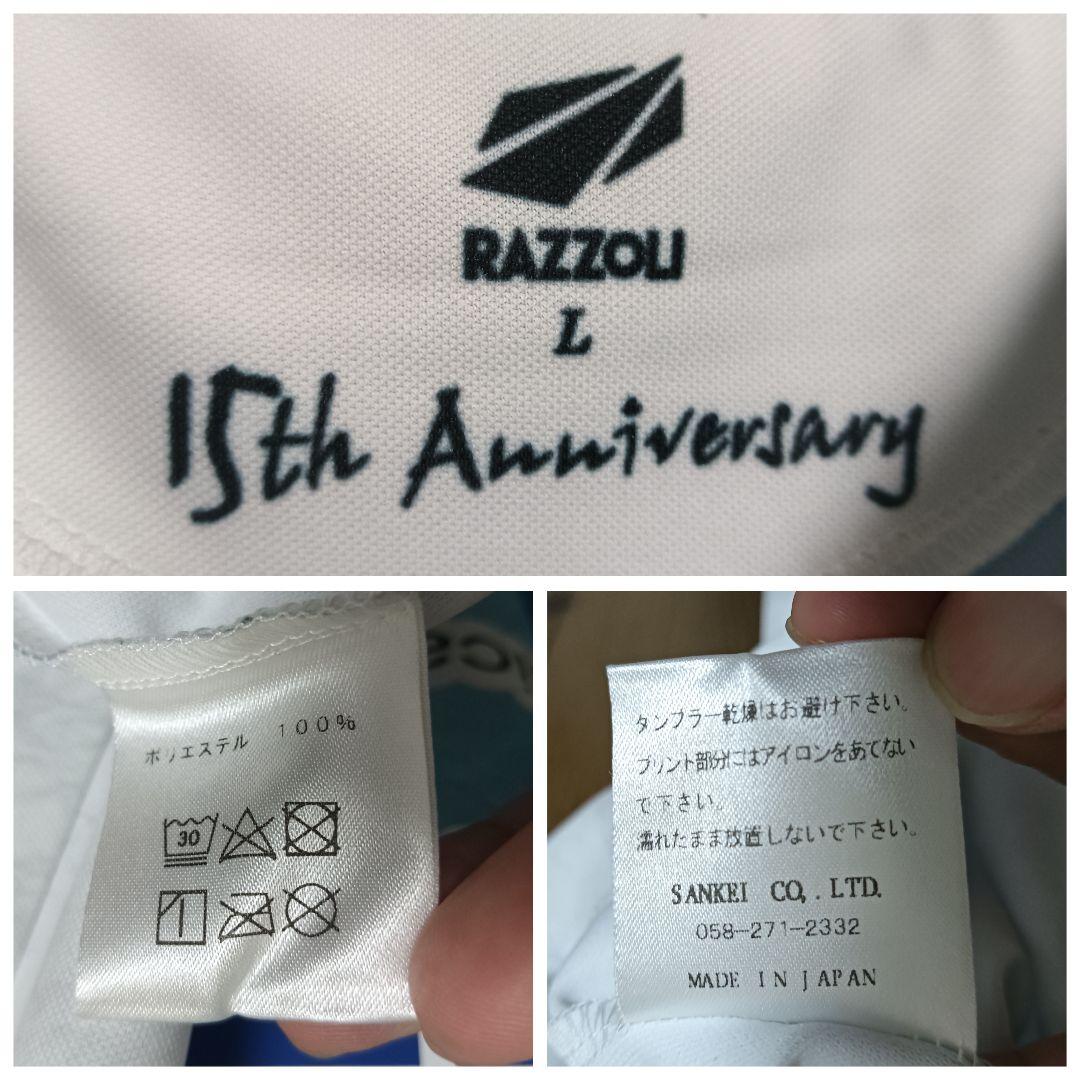 RAZZOLI
L
15th Anniversary
ポリエステル 100%
30
タンブラー乾燥はお避け下さい。
プリント部分にはアイロンをあてない
で下さい。
濡れたまま放置しないで下さい。
SANKEI CO,.LTD.
058-271-2332
MADE IN JAPAN